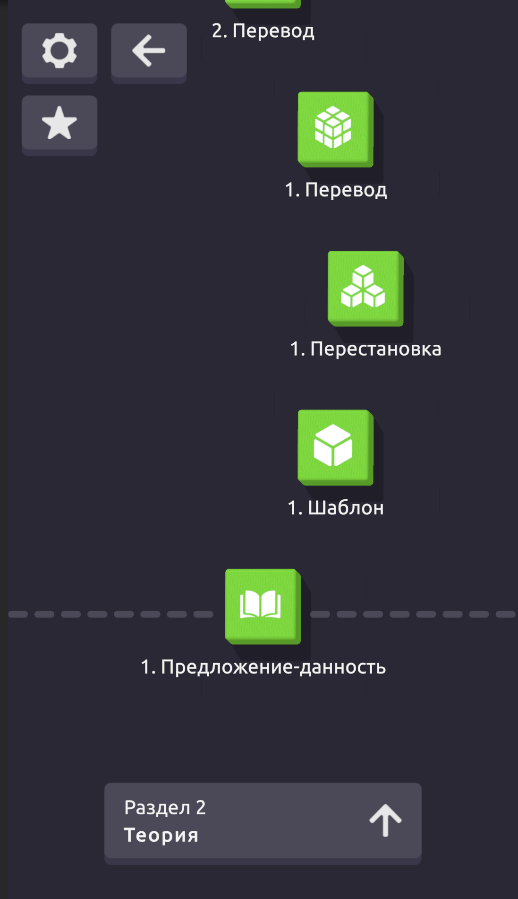 2. Перевод
1. Перевод
1. Перестановка
1. Шаблон
1. Предложение-данность
Раздел 2
Теория